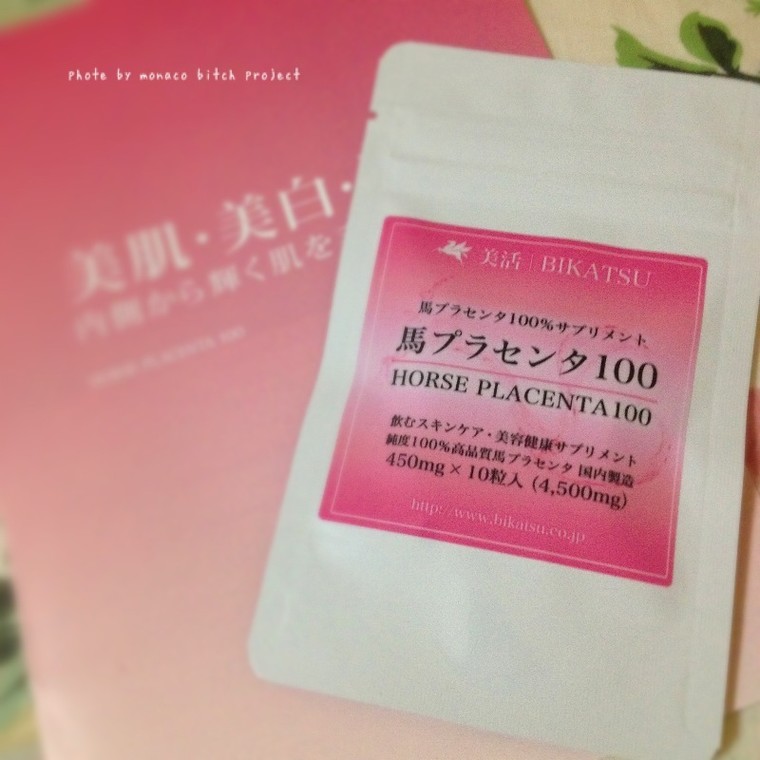 Photo by monaco bitch project
美肌・美白・
内側から輝く肌を
HORSE PLACENTA 100
美活 | BIKATSU
馬プラセンタ100%サプリメント
馬プラセンタ100
HORSE PLACENTA100
飲むスキンケア・美容健康サプリメント
純度100%高品質馬プラセンタ 国内製造
450mg × 10粒入 (4,500mg)
http://www.bikatsu.co.jp